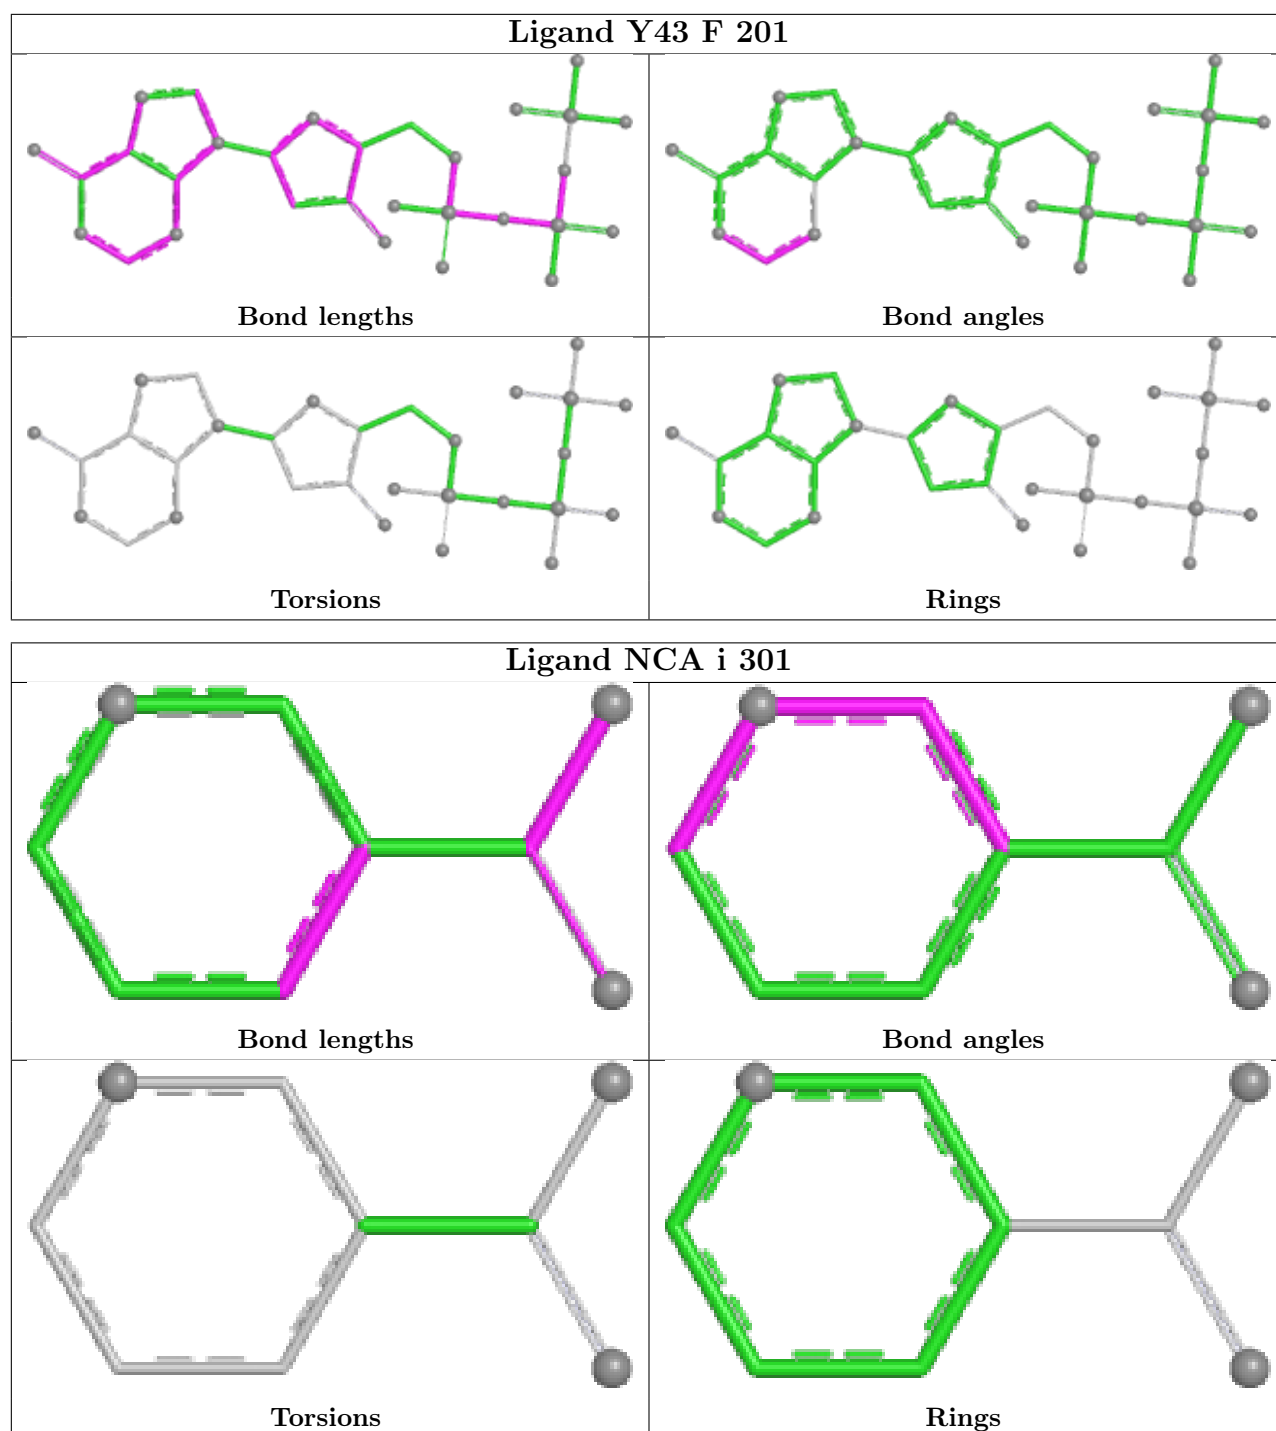 Ligand Y43 F 201
Bond lengths
Bond angles
Torsions
Rings
Ligand NCA i 301
Bond lengths
Bond angles
Torsions
Rings